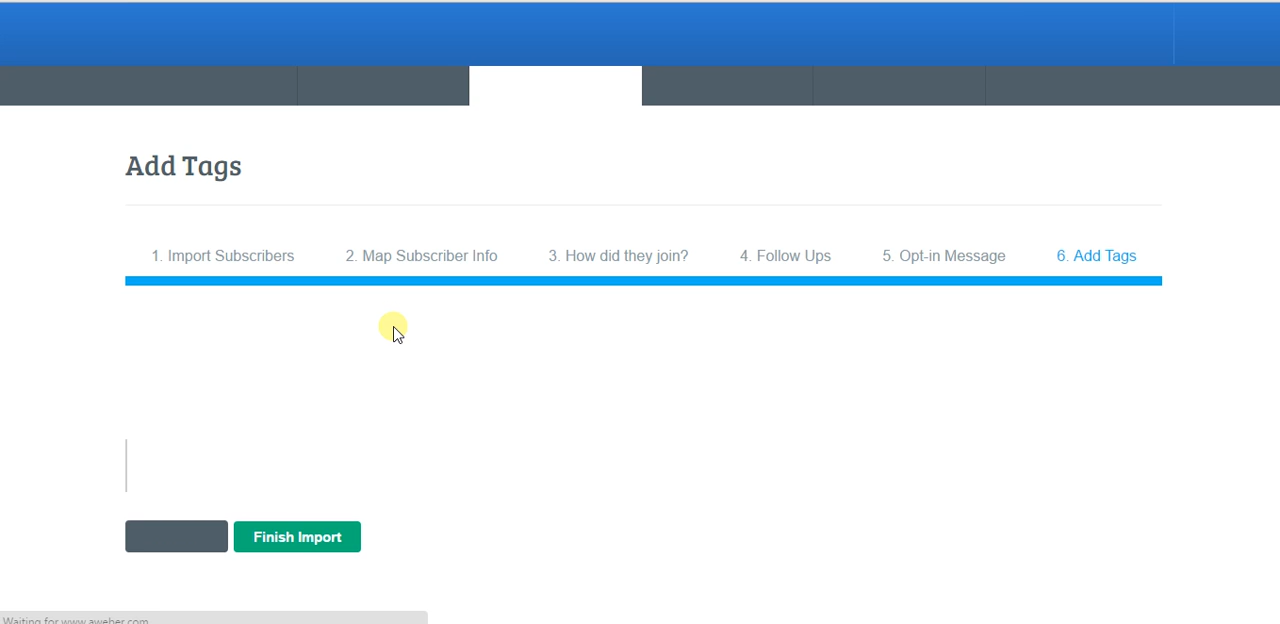 Add Tags
1. Import Subscribers 2. Map Subscriber Info 3. How did they join? 4. Follow Ups 5. Opt-in Message 6. Add Tags
Finish Import
Waiting for www.aweber.com